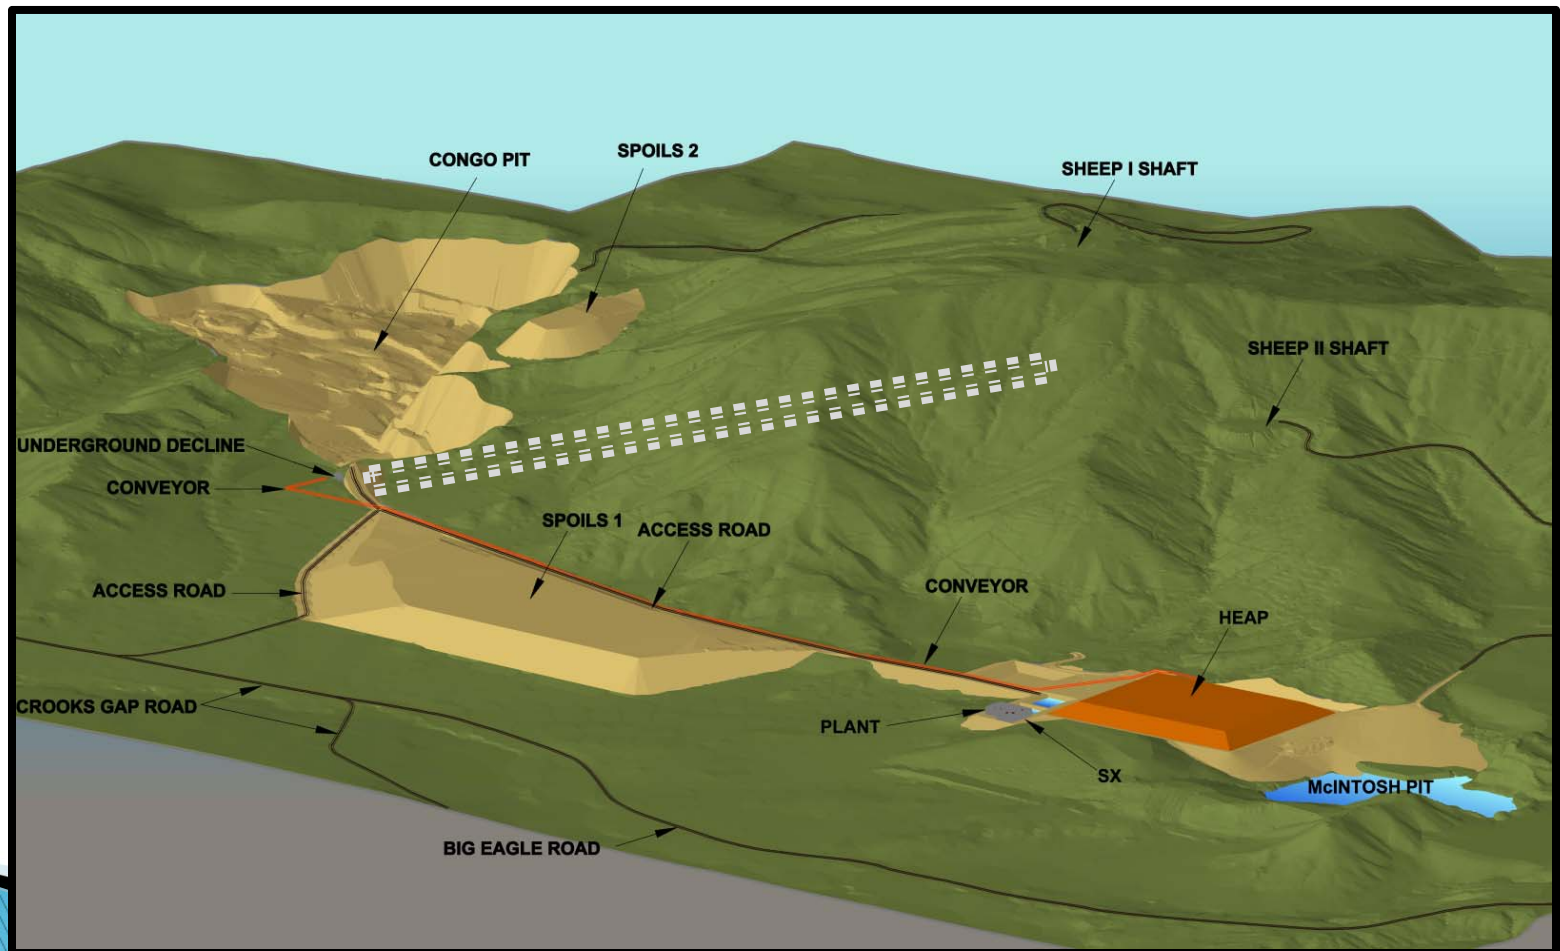 SPOILS 2
CONGO PIT
SHEEP I SHAFT
SHEEP II SHAFT
UNDERGROUND DECLINE
CONVEYOR
SPOILS 1
ACCESS ROAD
ACCESS ROAD
CONVEYOR
HEAP
CROOKS GAP ROAD
PLANT
SX
McINTOSH PIT
BIG EAGLE ROAD